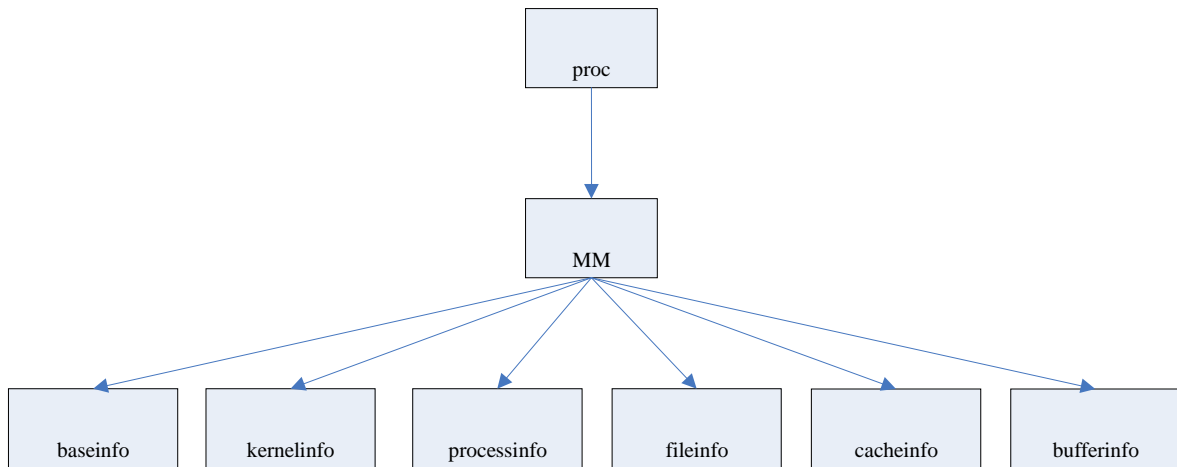 proc
MM
baseinfo
kernelinfo
processinfo
fileinfo
cacheinfo
bufferinfo